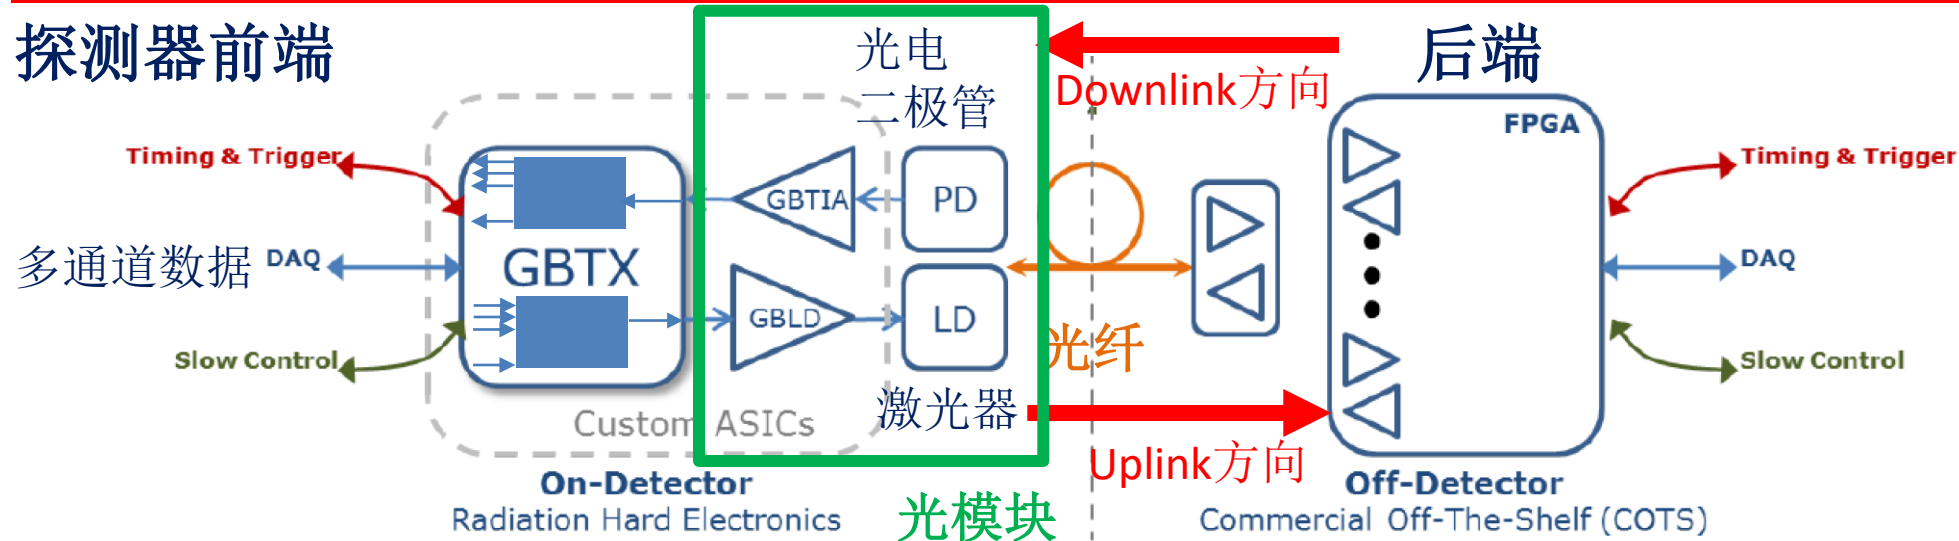 探测器前端
光电
二极管
Downlink方向
后端
FPGA
Timing & Trigger
GBTIA
PD
Timing & Trigger
多通道数据
DAQ
GBTX
DAQ
GBLD
LD
光纤
Slow Control
Slow Control
激光器
Custom ASICs
Uplink方向
On-Detector
Radiation Hard Electronics
光模块
Off-Detector
Commercial Off-The-Shelf (COTS)